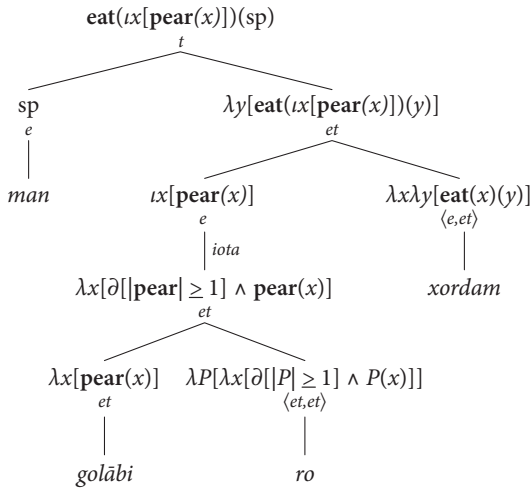 eat(ιx[pear(x)])(sp)
t
sp λy[eat(ιx[pear(x)])(y)]
e et
man ιx[pear(x)] λxλy[eat(x)(y)]
e ⟨e,et⟩
iota
λx[∂[|pear| ≥ 1] ∧ pear(x)] xordam
et
λx[pear(x)] λP[λx[∂[|P| ≥ 1] ∧ P(x)]]
et ⟨et,et⟩
golābi ro